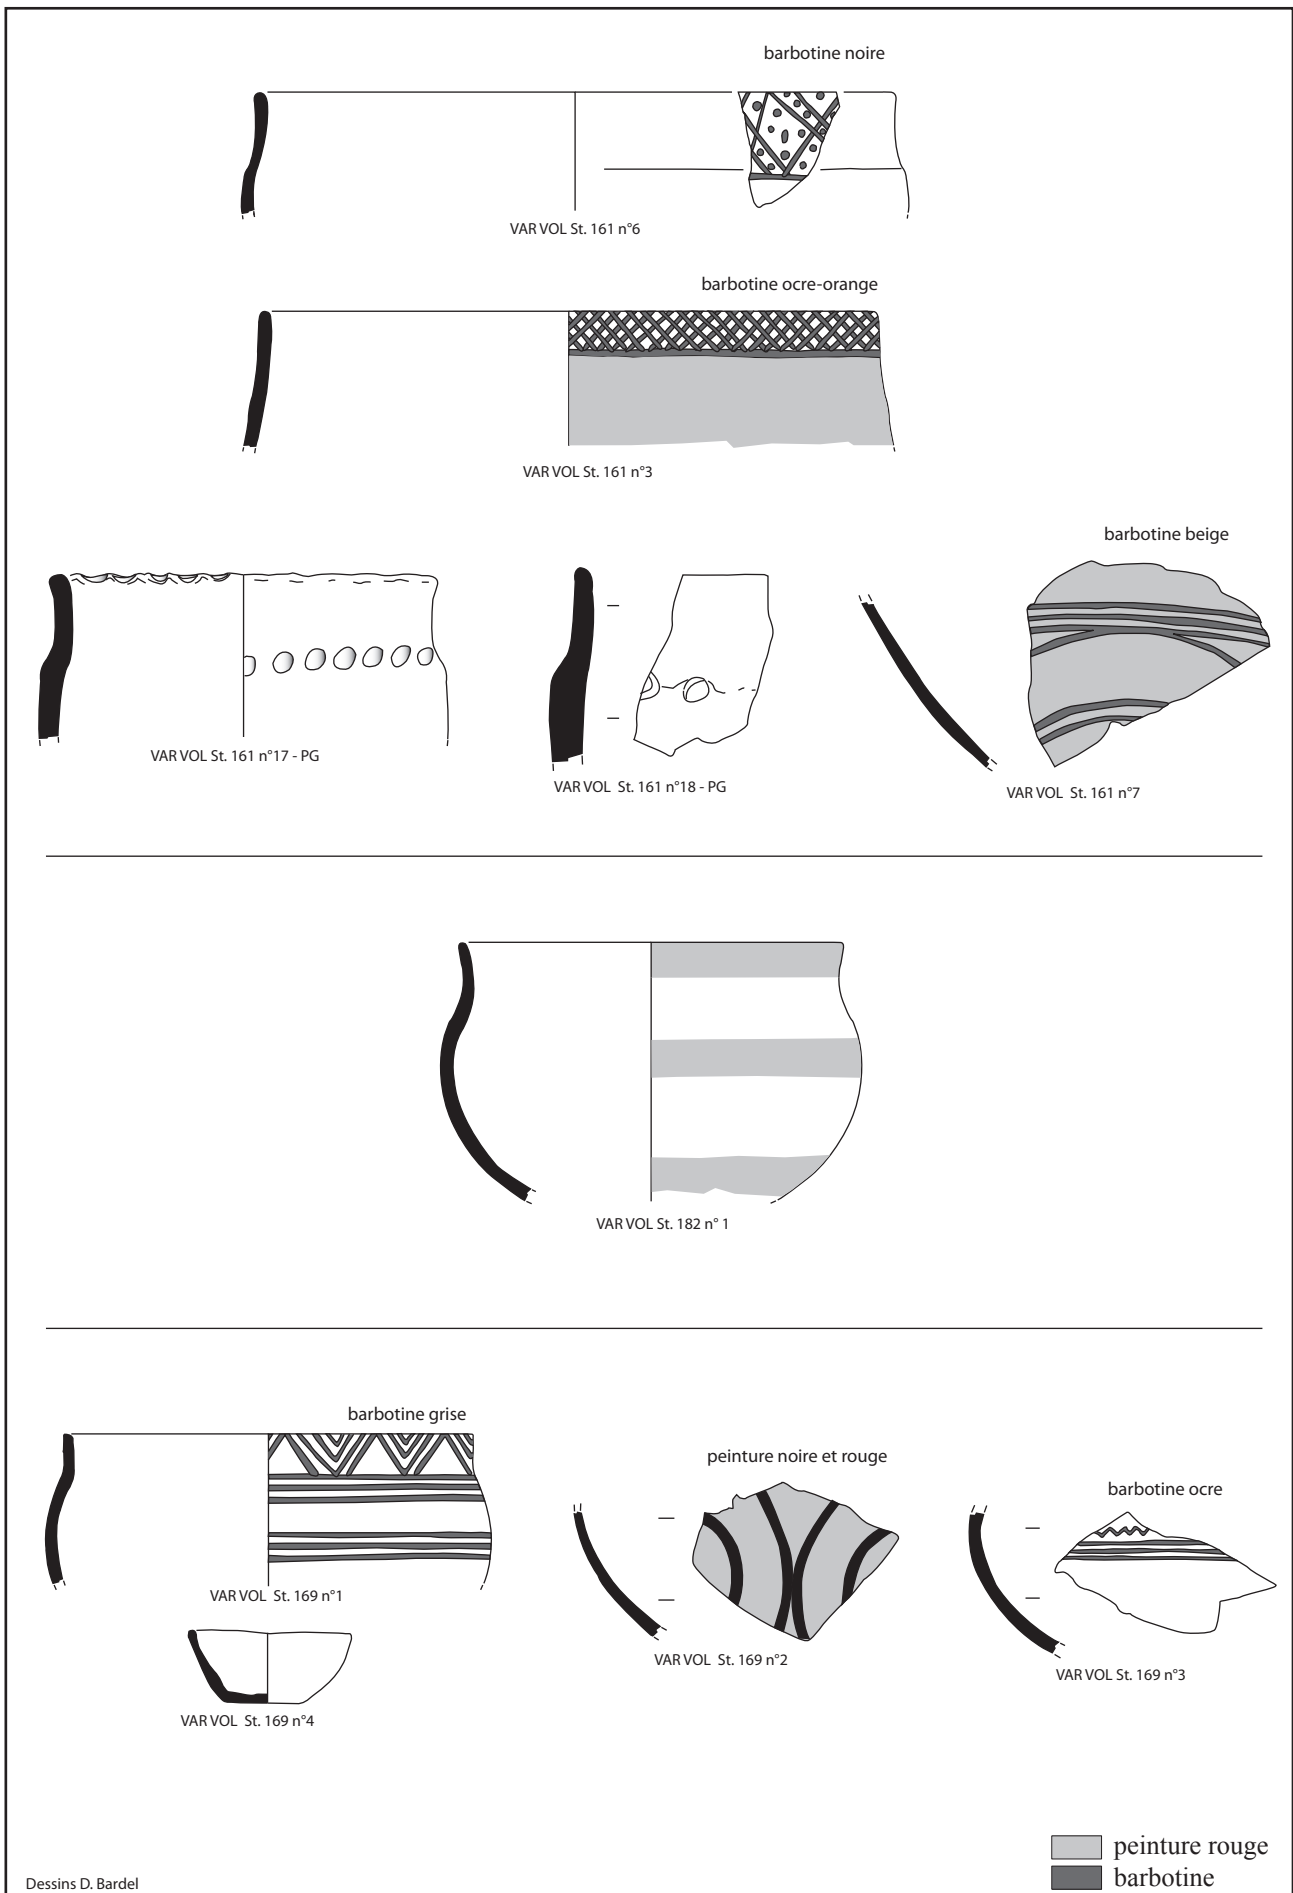 barbotine noire
VAR VOL St. 161 n°6
barbotine ocre-orange
VAR VOL St. 161 n°3
barbotine beige
VAR VOL St. 161 n°17 - PG
VAR VOL St. 161 n°18 - PG
VAR VOL St. 161 n°7
VAR VOL St. 182 n° 1
barbotine grise
peinture noire et rouge
barbotine ocre
VAR VOL St. 169 n°1
VAR VOL St. 169 n°2
VAR VOL St. 169 n°3
VAR VOL St. 169 n°4
peinture rouge
barbotine
Dessins D. Bardel